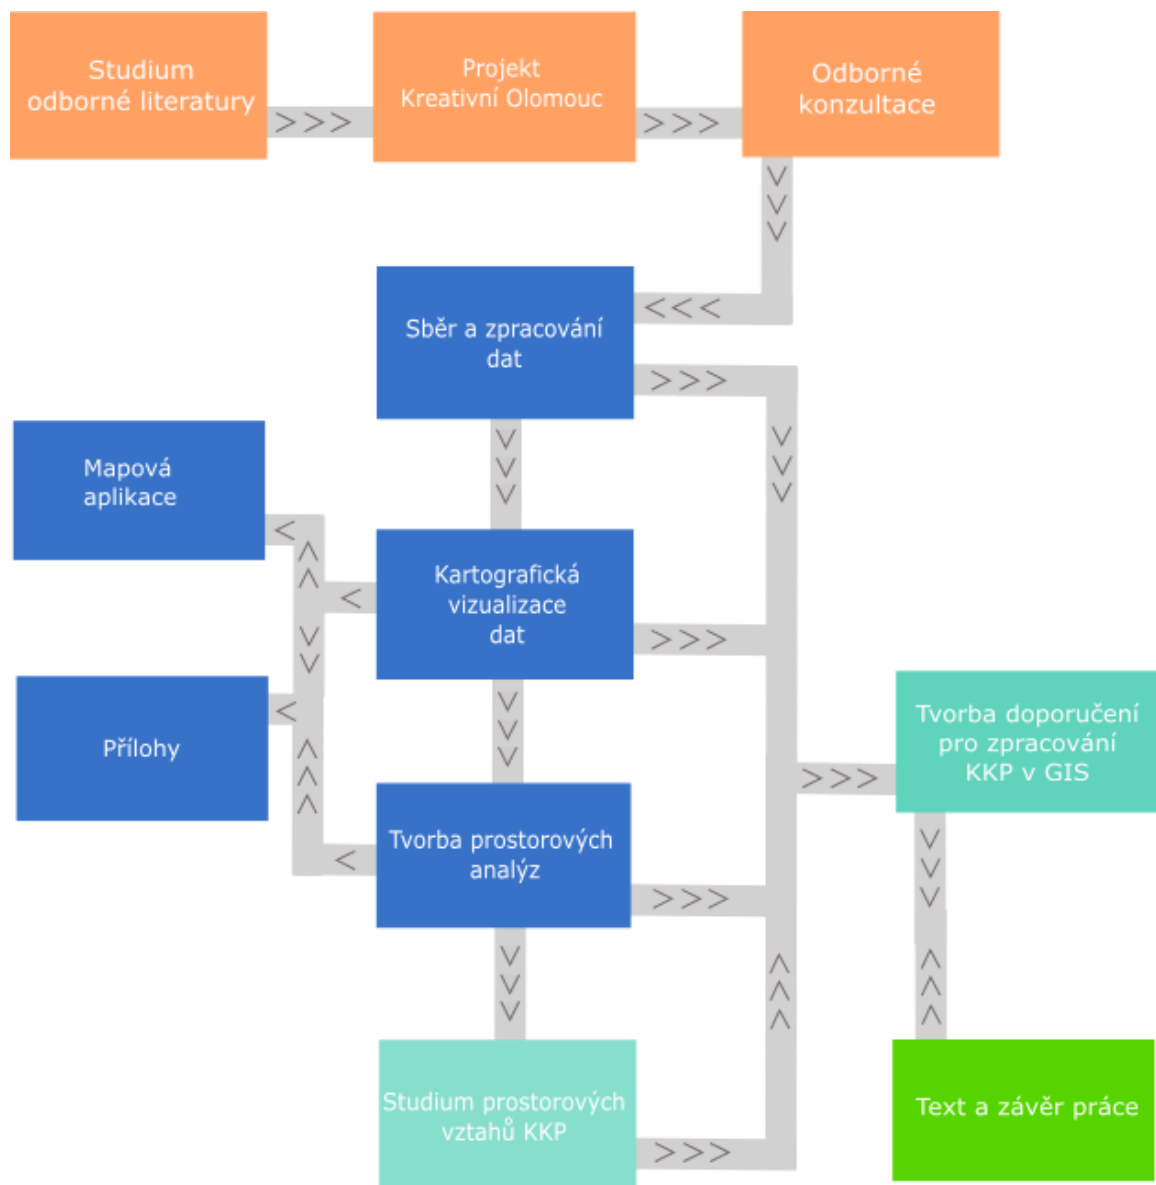 Studium
odborné literatury
>>>
Projekt
Kreativní Olomouc
>>>
Odborné
konzultace
>>>
<<<
Sběr a zpracování
dat
>>>
>>>
>>>
Mapová
aplikace
<
<<
<
Kartografická
vizualizace
dat
>>>
>>
>>>
Přílohy
<
<<<
<
Tvorba prostorových
analýz
>>>
>>>
Studium prostorových
vztahů KKP
>>>
<<<
>>>
Tvorba doporučení
pro zpracování
KKP v GIS
>>>
<<<
Text a závěr práce